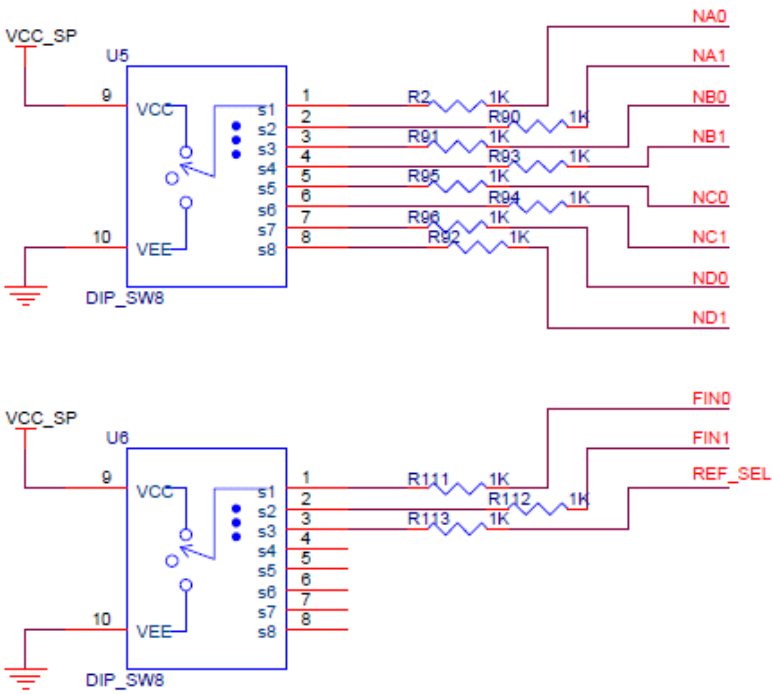 NA0
VCC_SP
U5
NA1
9
VCC
s1
1
R2
1K
NB0
s2
2
R90
1K
s3
3
R91
1K
NB1
s4
4
R93
1K
s5
5
R95
1K
NC0
s6
6
R94
1K
s7
7
R96
1K
NC1
10
VEE
s8
8
R92
1K
ND0
DIP_SW8
ND1
FIN0
VCC_SP
U6
FIN1
9
VCC
s1
1
R111
1K
REF_SEL
s2
2
R112
1K
s3
3
R113
1K
s4
4
s5
5
s6
6
s7
7
10
VEE
s8
8
DIP_SW8